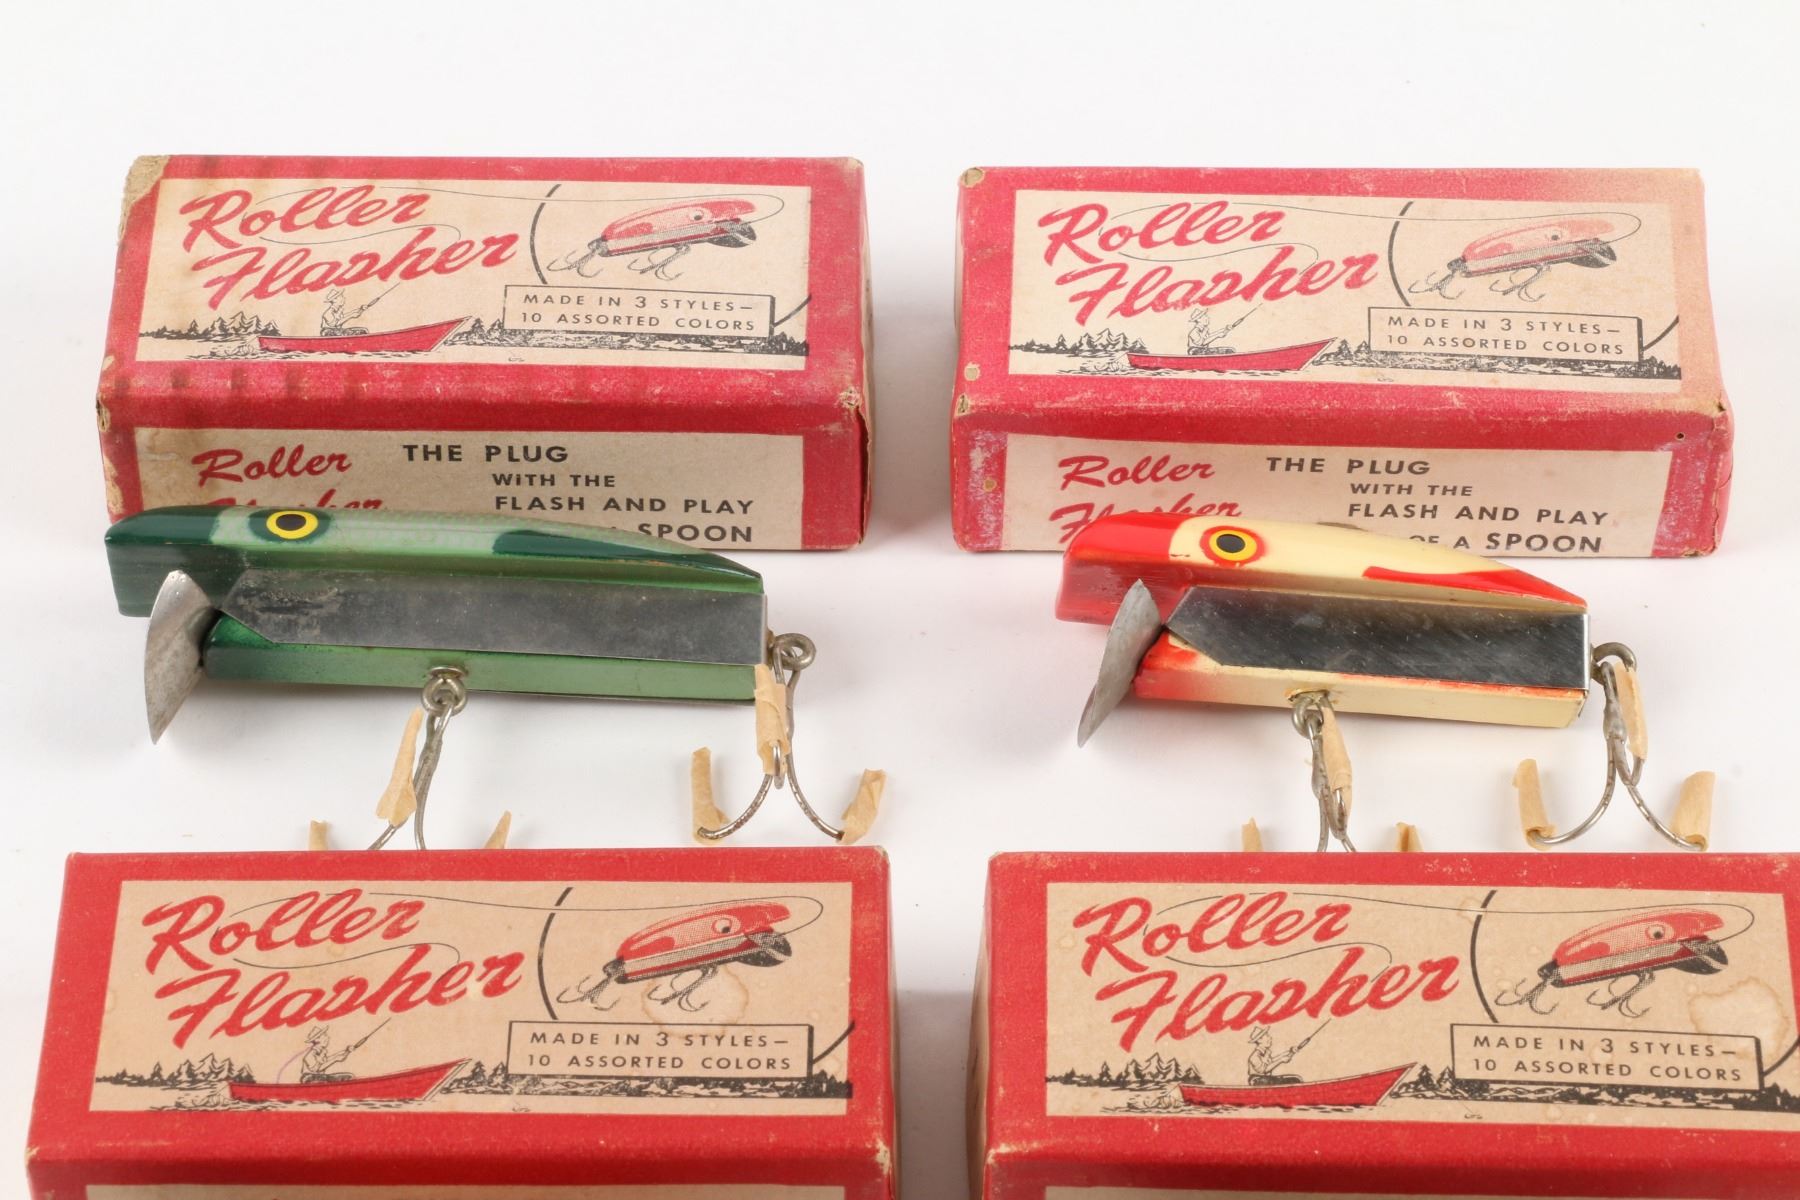 Roller
Flasher
MADE IN 3 STYLES—
10 ASSORTED COLORS
Roller
Flasher
THE PLUG
WITH THE
FLASH AND PLAY
SPOON
Roller
Flasher
MADE IN 3 STYLES—
10 ASSORTED COLORS
Roller
Flasher
THE PLUG
WITH THE
FLASH AND PLAY
OF A SPOON
Roller
Flasher
MADE IN 3 STYLES—
10 ASSORTED COLORS
Roller
Flasher
MADE IN 3 STYLES—
10 ASSORTED COLORS